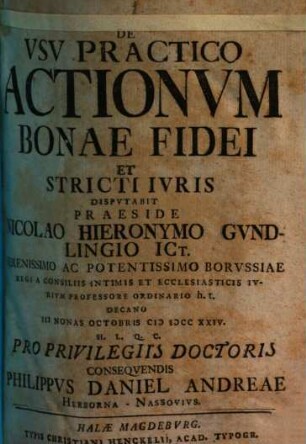 DE
VSV PRACTICO
ACTIONVM
BONAE FIDEI
ET
STRICTI IVRIS
DISPVTABIT
PRAESIDE
NICOLAO HIERONYMO GVND-
LINGIO ICT.
SERENISSIMO AC POTENTISSIMO BORVSSIAE
REGI A CONSILIIS INTIMIS ET ECCLESIASTICIS IV-
RIVM PROFESSORE ORDINARIO h. t.
DECANO
III NONAS OCTOBRIS CIƆ IƆCC XXIV.
H. L. Q. C.
PRO PRIVILEGIIS DOCTORIS
CONSEQVENDIS
PHILIPPVS DANIEL ANDREAE
HERBORNA-NASSOVIVS.
HALAE MAGDEBVRG.
TYPIS CHRISTIANI HENCKELII, ACAD. TYPOGR.